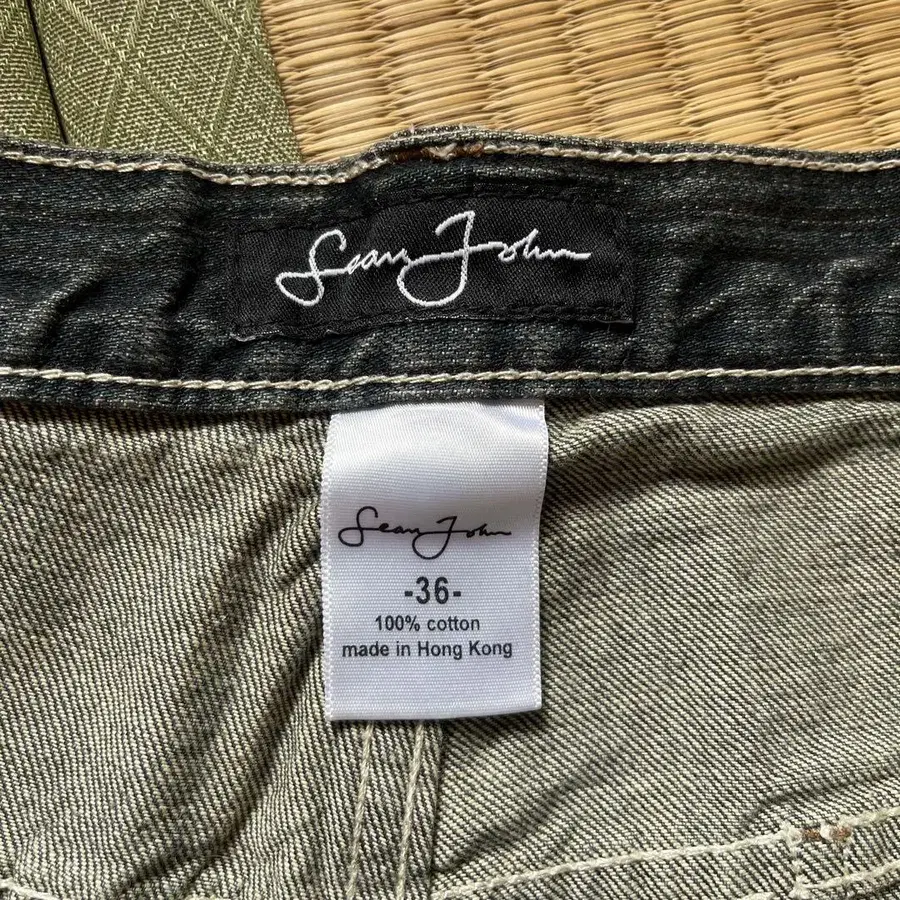 Sean John
Sean John
-36-
100% cotton
made in Hong Kong